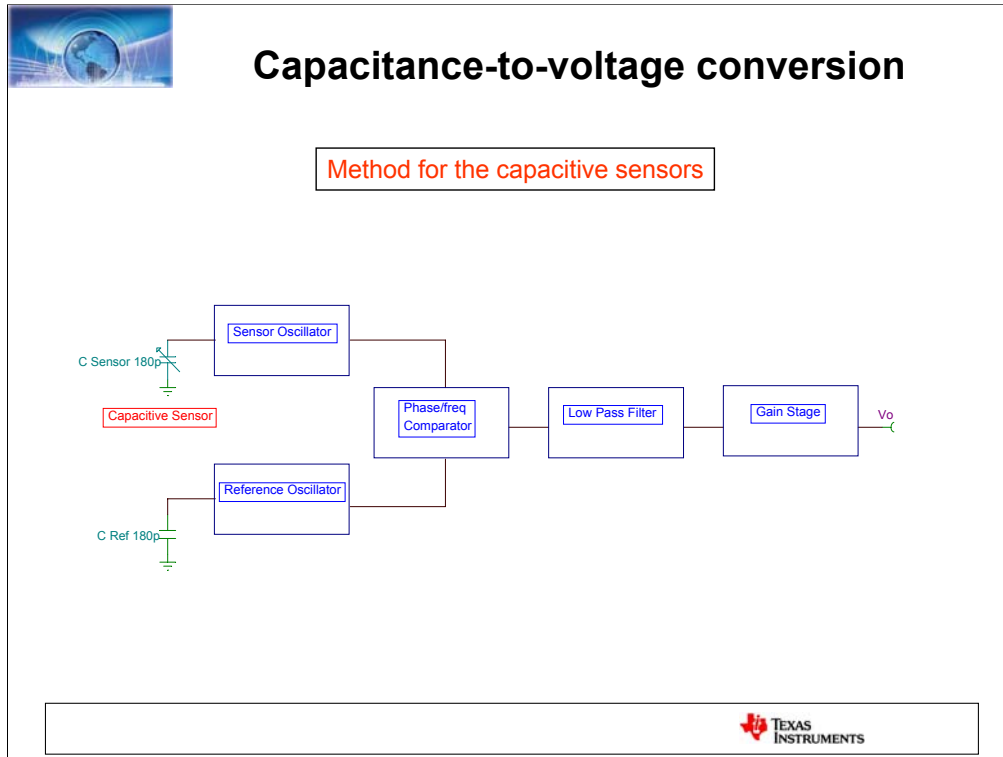 Capacitance-to-voltage conversion
Method for the capacitive sensors
Sensor Oscillator
C Sensor 180p
Capacitive Sensor
Phase/freq
Comparator
Low Pass Filter
Gain Stage
Vo
Reference Oscillator
C Ref 180p
TEXAS
INSTRUMENTS